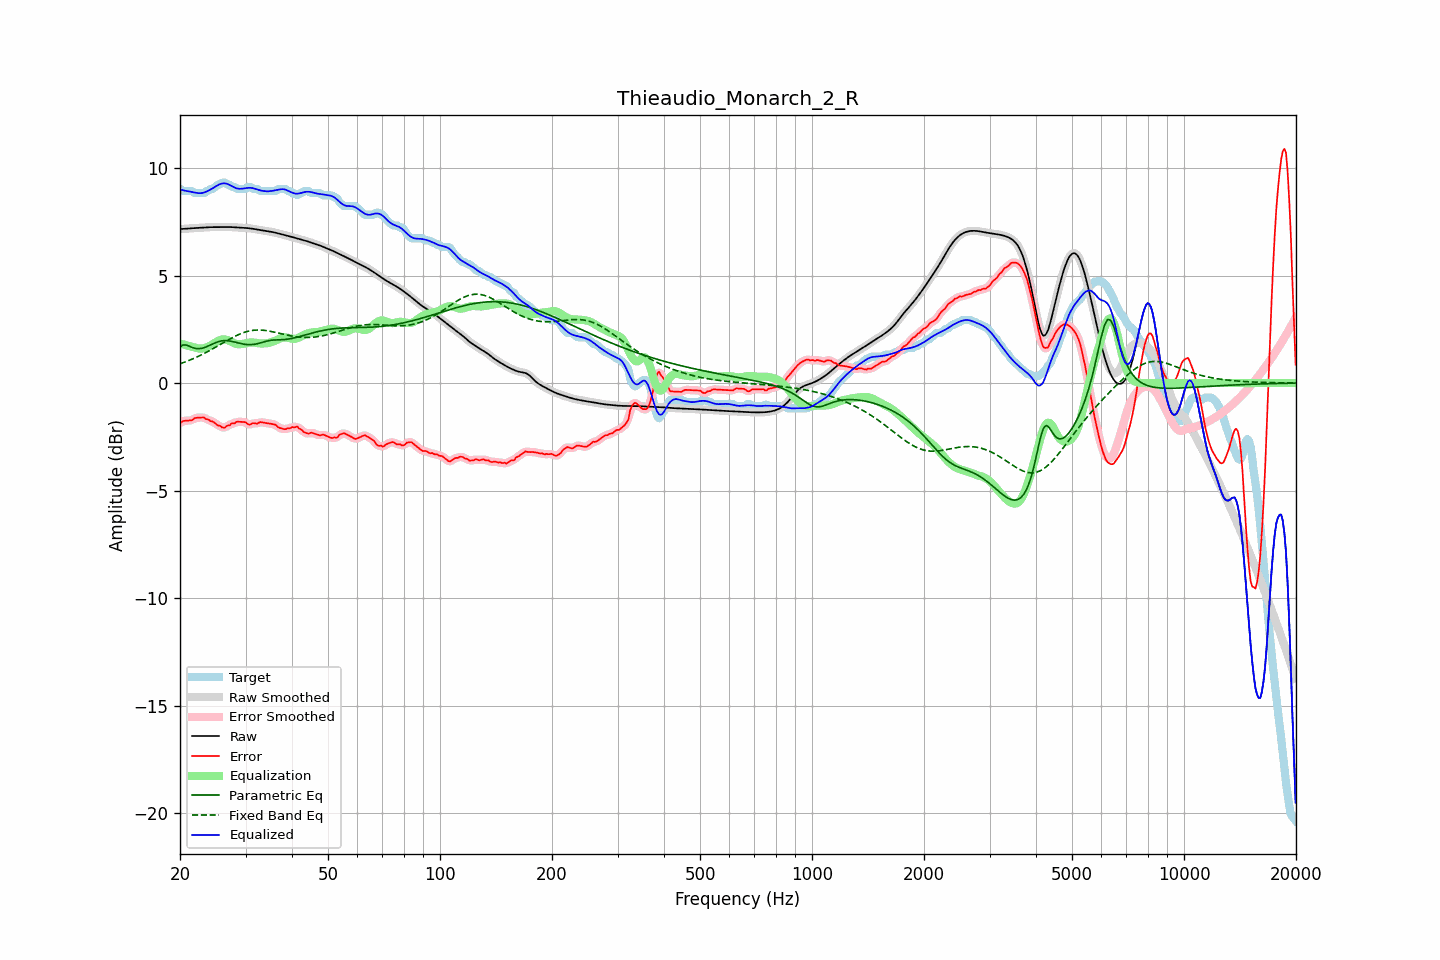 Thieaudio_Monarch_2_R
Amplitude (dBr)
10
5
0
−5
−10
−15
−20
Target
Raw Smoothed
Error Smoothed
Raw
Error
Equalization
Parametric Eq
Fixed Band Eq
Equalized
20 50 100 200 500 1000 2000 5000 10000 20000
Frequency (Hz)